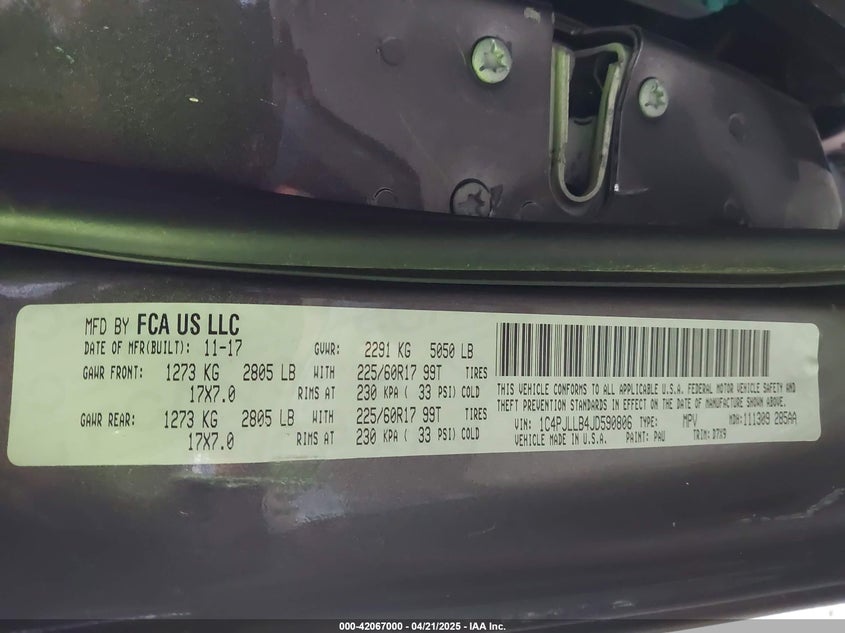 MFD BY FCA US LLC
DATE OF MFR(BUILT): 11-17 GVWR: 2291 KG 5050 LB
GAWR FRONT: 1273 KG 2805 LB WITH 225/60R17 99T TIRES
17X7.0 RIMS AT 230 KPA ( 33 PSI) COLD
GAWR REAR: 1273 KG 2805 LB WITH 225/60R17 99T TIRES
17X7.0 RIMS AT 230 KPA ( 33 PSI) COLD
THIS VEHICLE CONFORMS TO ALL APPLICABLE U.S.A. FEDERAL MOTOR VEHICLE SAFETY AND
THEFT PREVENTION STANDARDS IN EFFECT ON THE DATE OF MANUFACTURE SHOWN ABOVE.
VIN: 1C4PJLLB4JD590806 TYPE: MPV MDH:111309 285AA
VEHICLE MADE IN U.S.A. PAINT: PAU TRIM: D7X9
000-42067000 - 04/21/2025 - IAA Inc.